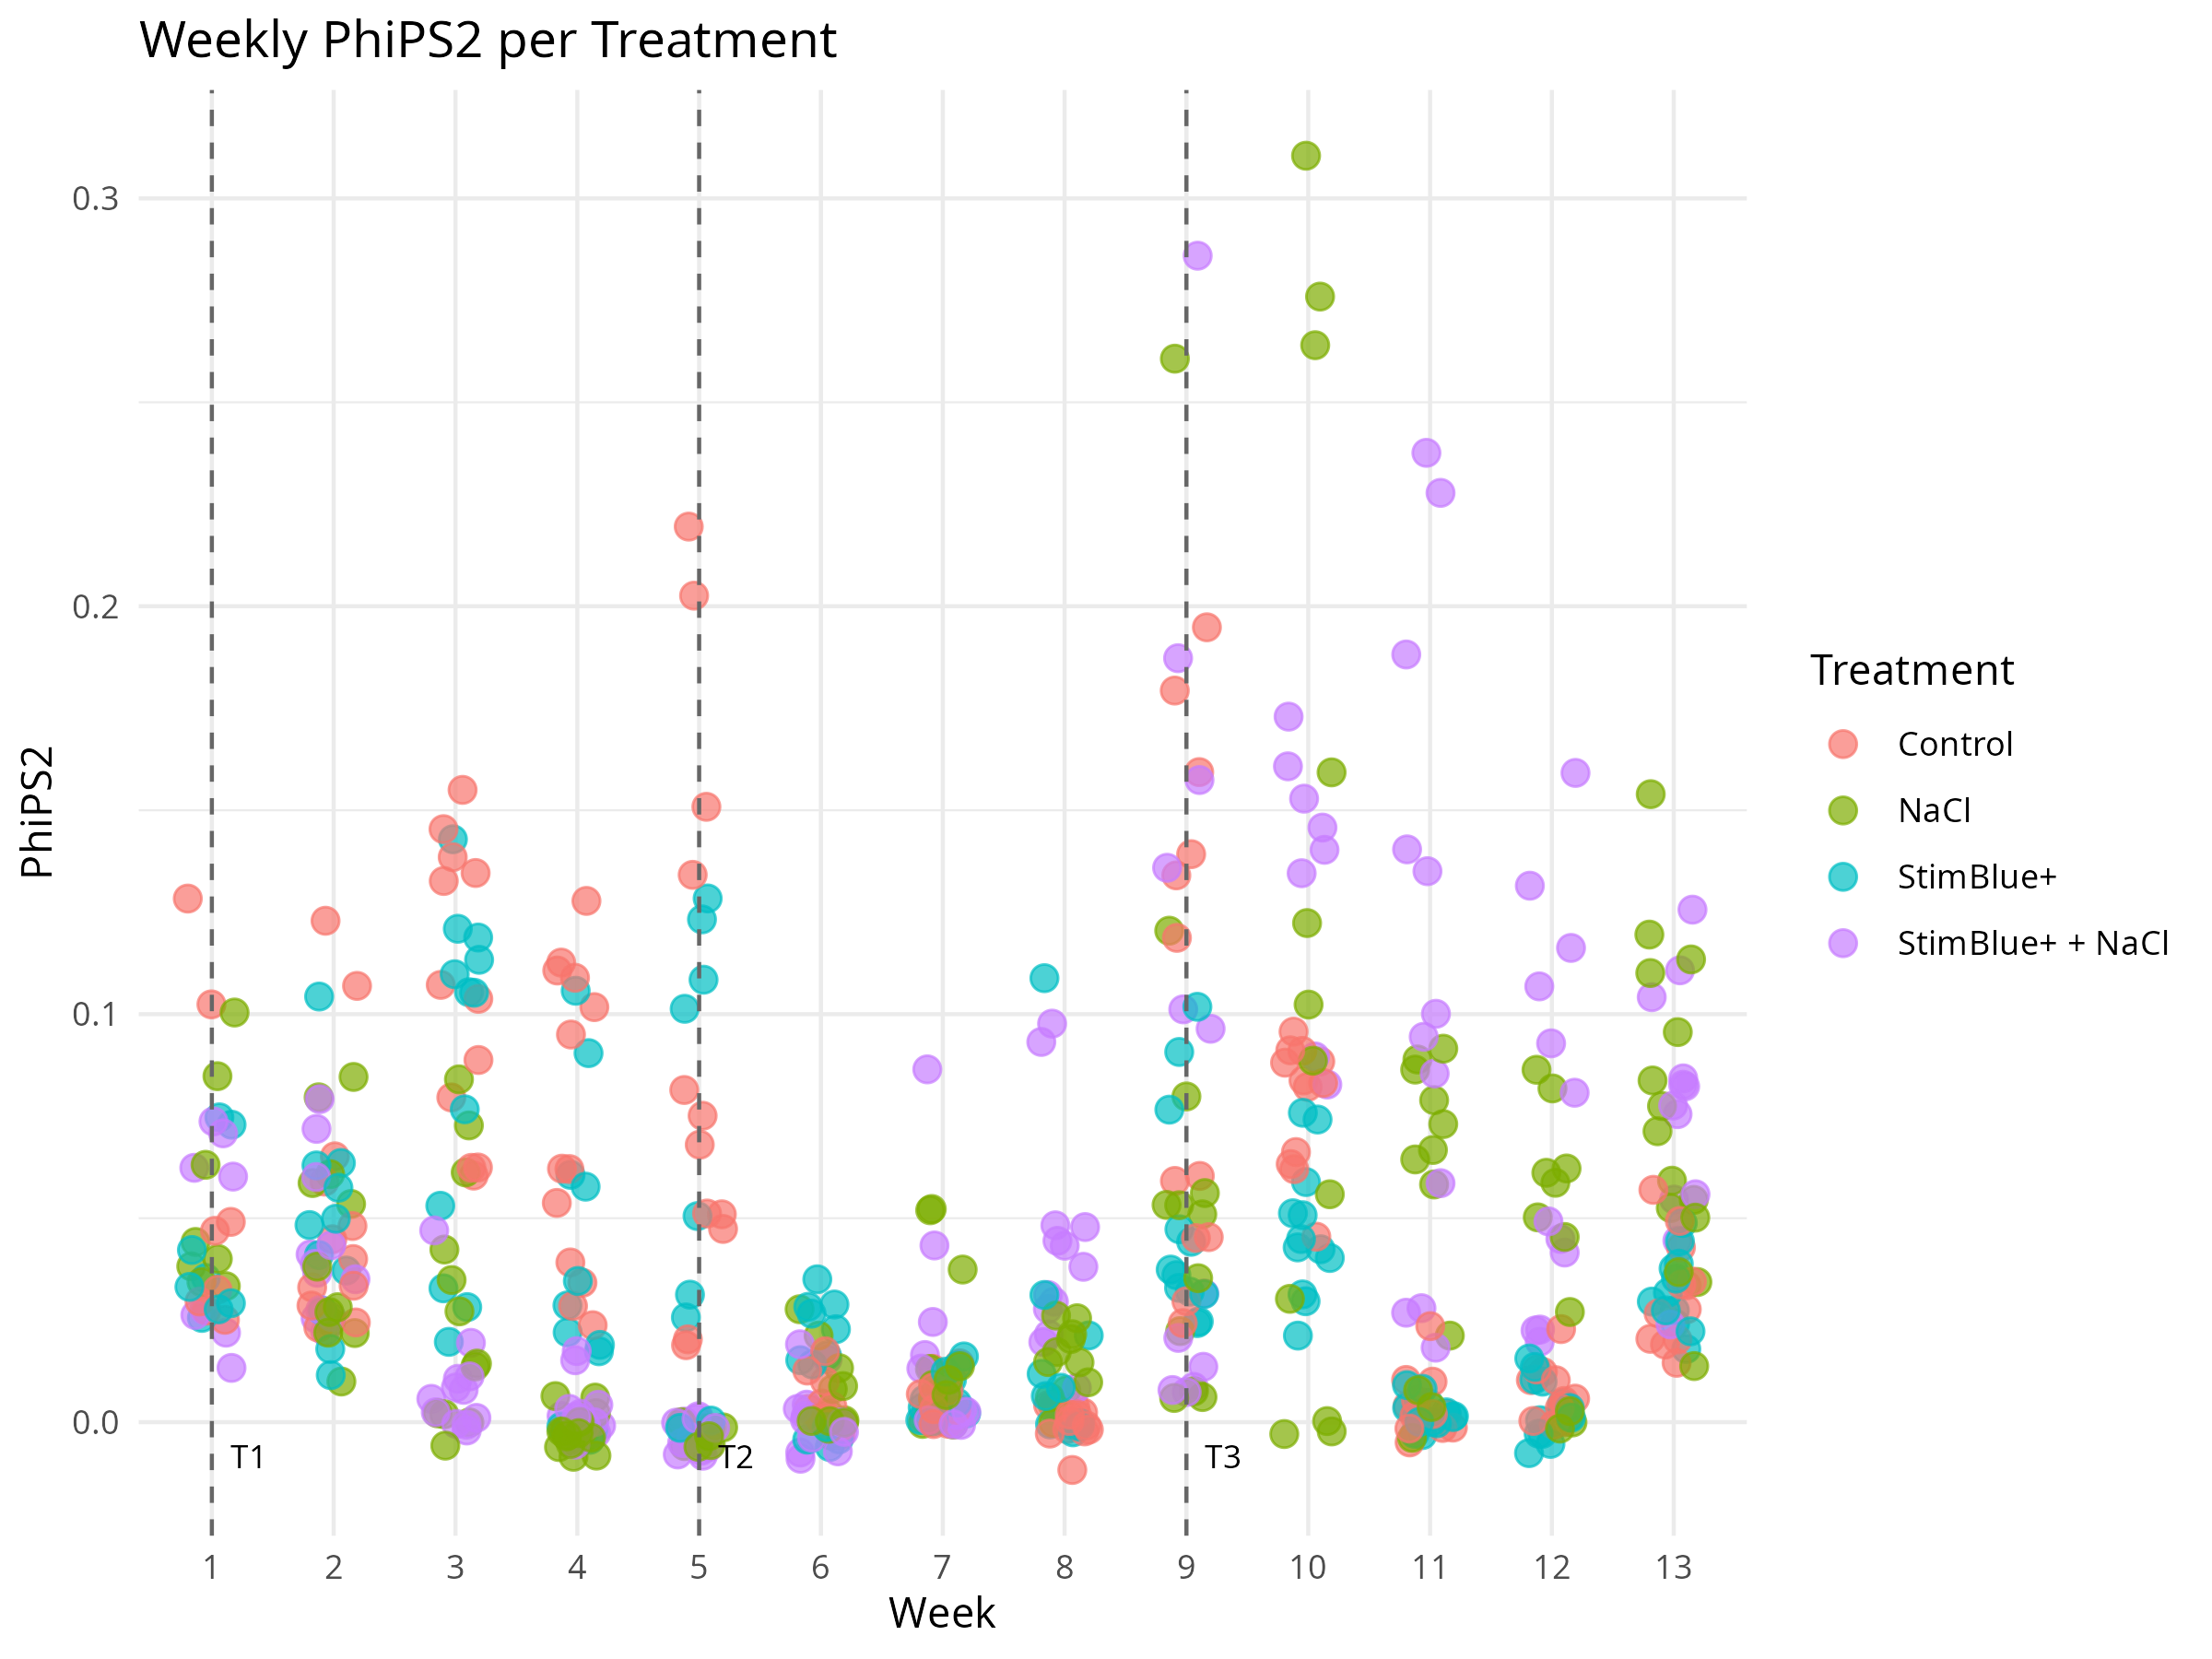 Weekly PhiPS2 per Treatment
0.3
0.2
0.1
0.0
PhiPS2
T1
T2
T3
1 2 3 4 5 6 7 8 9 10 11 12 13
Week
Treatment
Control
NaCl
StimBlue+
StimBlue+ + NaCl